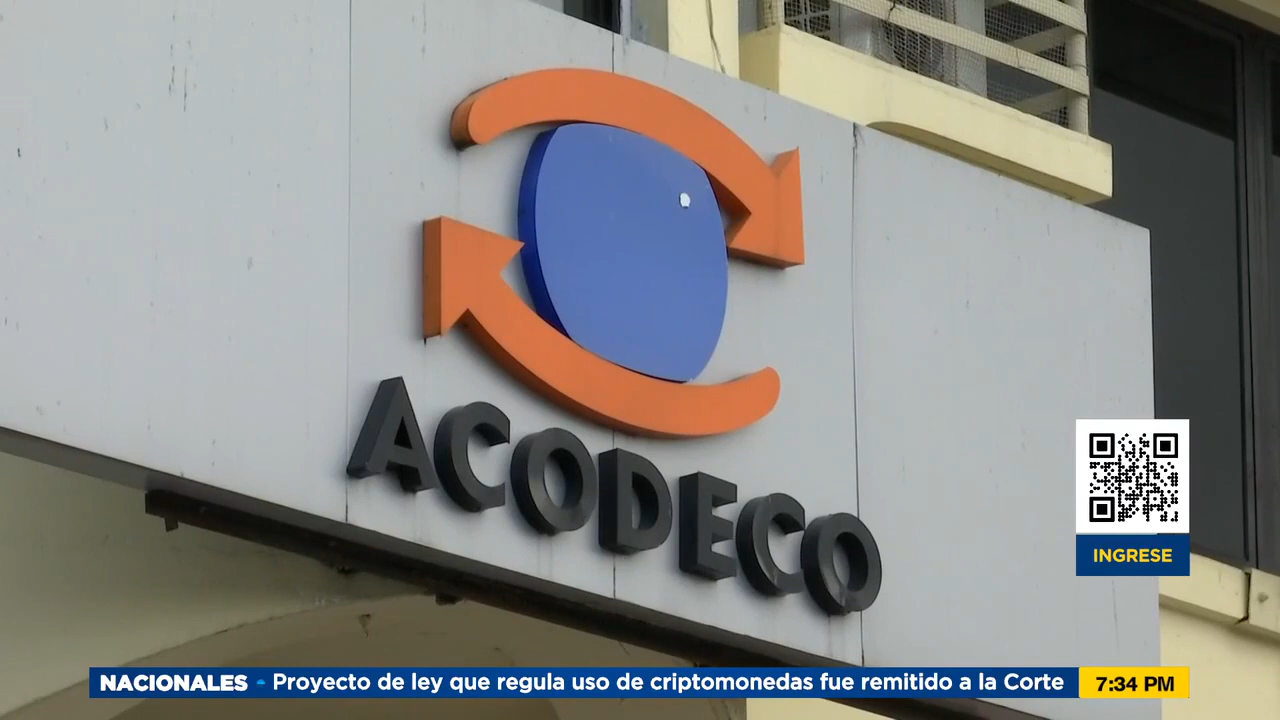 ACODECO
INGRESE
NACIONALES - Proyecto de ley que regula uso de criptomonedas fue remitido a la Corte 7:34 PM